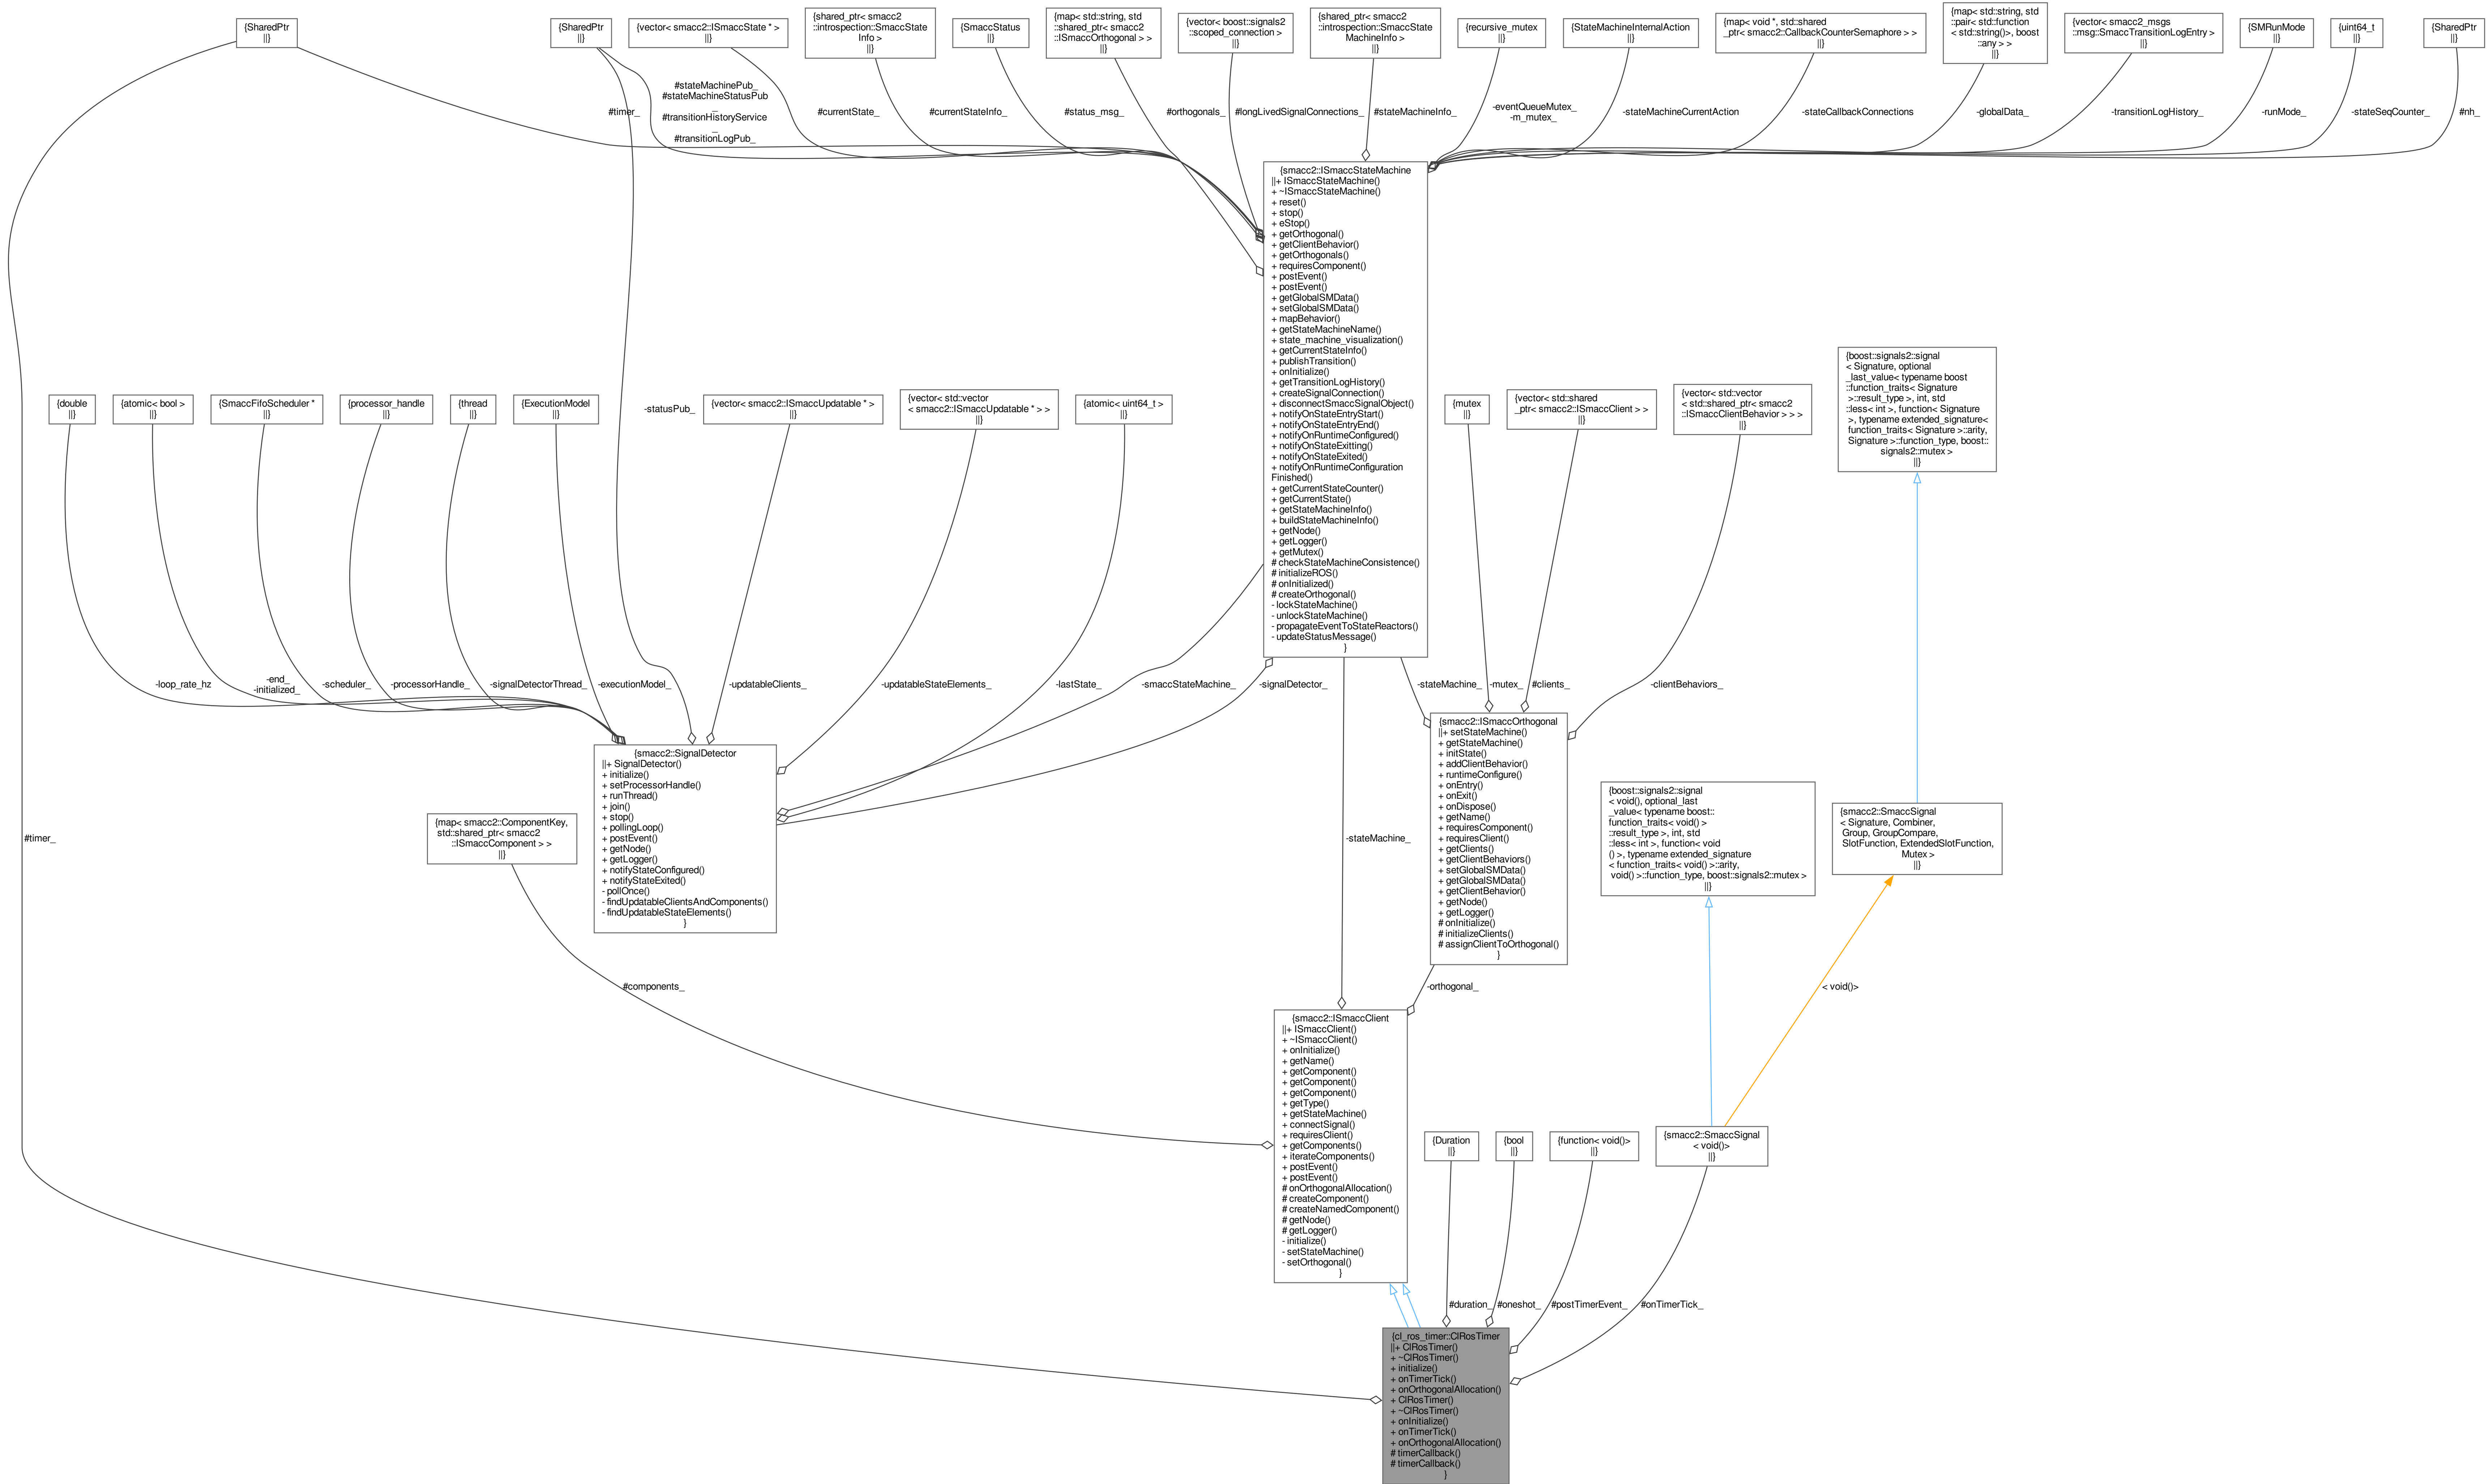 {SharedPtr
||}
{SharedPtr
||}
{vector< smacc2::ISmaccState * >
||}
{shared_ptr< smacc2
::introspection::SmaccState
Info >
||}
{SmaccStatus
||}
{map< std::string, std
::shared_ptr< smacc2
::ISmaccOrthogonal > >
||}
{vector< boost::signals2
::scoped_connection >
||}
{shared_ptr< smacc2
::introspection::SmaccState
MachineInfo >
||}
{recursive_mutex
||}
{StateMachineInternalAction
||}
{map< void *, std::shared
_ptr< smacc2::CallbackCounterSemaphore > >
||}
{map< std::string, std
::pair< std::function
< std::string()>, boost
::any > >
||}
{vector< smacc2_msgs
::msg::SmaccTransitionLogEntry >
||}
{SMRunMode
||}
{uint64_t
||}
{SharedPtr
||}
#timer_
#stateMachinePub_
#stateMachineStatusPub
_
#transitionHistoryService
_
#transitionLogPub_
#currentState_
#currentStateInfo_
#status_msg_
#orthogonals_
#longLivedSignalConnections_
#stateMachineInfo_
-eventQueueMutex_
-m_mutex_
-stateMachineCurrentAction
-stateCallbackConnections
-globalData_
-transitionLogHistory_
-runMode_
-stateSeqCounter_
#nh_
{smacc2::ISmaccStateMachine
||+ ISmaccStateMachine()
+ ~ISmaccStateMachine()
+ reset()
+ stop()
+ eStop()
+ getOrthogonal()
+ getClientBehavior()
+ getOrthogonals()
+ requiresComponent()
+ postEvent()
+ postEvent()
+ getGlobalSMData()
+ setGlobalSMData()
+ mapBehavior()
+ getStateMachineName()
+ state_machine_visualization()
+ getCurrentStateInfo()
+ publishTransition()
+ onInitialize()
+ getTransitionLogHistory()
+ createSignalConnection()
+ disconnectSmaccSignalObject()
+ notifyOnStateEntryStart()
+ notifyOnStateEntryEnd()
+ notifyOnRuntimeConfigured()
+ notifyOnStateExitting()
+ notifyOnStateExited()
+ notifyOnRuntimeConfiguration
Finished()
+ getCurrentStateCounter()
+ getCurrentState()
+ getStateMachineInfo()
+ buildStateMachineInfo()
+ getNode()
+ getLogger()
+ getMutex()
# checkStateMachineConsistence()
# initializeROS()
# onInitialized()
# createOrthogonal()
- lockStateMachine()
- unlockStateMachine()
- propagateEventToStateReactors()
- updateStatusMessage()
}
{boost::signals2::signal
< Signature, optional
_last_value< typename boost
::function_traits< Signature
>::result_type >, int, std
::less< int >, function< Signature
>, typename extended_signature<
function_traits< Signature >::arity,
Signature >::function_type, boost::
signals2::mutex >
||}
{double
||}
{atomic< bool >
||}
{SmaccFifoScheduler *
||}
{processor_handle
||}
{thread
||}
{ExecutionModel
||}
-statusPub_
{vector< smacc2::ISmaccUpdatable * >
||}
{vector< std::vector
< smacc2::ISmaccUpdatable * > >
||}
{atomic< uint64_t >
||}
{mutex
||}
{vector< std::shared
_ptr< smacc2::ISmaccClient > >
||}
{vector< std::vector
< std::shared_ptr< smacc2
::ISmaccClientBehavior > > >
||}
-loop_rate_hz
-end_
-initialized_
-scheduler_
-processorHandle_
-signalDetectorThread_
-executionModel_
-updatableClients_
-updatableStateElements_
-lastState_
-smaccStateMachine_
-signalDetector_
-stateMachine_
-mutex_
#clients_
-clientBehaviors_
{smacc2::SignalDetector
||+ SignalDetector()
+ initialize()
+ setProcessorHandle()
+ runThread()
+ join()
+ stop()
+ pollingLoop()
+ postEvent()
+ getNode()
+ getLogger()
+ notifyStateConfigured()
+ notifyStateExited()
- pollOnce()
- findUpdatableClientsAndComponents()
- findUpdatableStateElements()
}
{smacc2::ISmaccOrthogonal
||+ setStateMachine()
+ getStateMachine()
+ initState()
+ addClientBehavior()
+ runtimeConfigure()
+ onEntry()
+ onExit()
+ onDispose()
+ getName()
+ requiresComponent()
+ requiresClient()
+ getClients()
+ getClientBehaviors()
+ setGlobalSMData()
+ getGlobalSMData()
+ getClientBehavior()
+ getNode()
+ getLogger()
# onInitialize()
# initializeClients()
# assignClientToOrthogonal()
}
{boost::signals2::signal
< void(), optional_last
_value< typename boost::
function_traits< void() >
::result_type >, int, std
::less< int >, function< void
() >, typename extended_signature
< function_traits< void() >::arity,
void() >::function_type, boost::signals2::mutex >
||}
{smacc2::SmaccSignal
< Signature, Combiner,
Group, GroupCompare,
SlotFunction, ExtendedSlotFunction,
Mutex >
||}
{map< smacc2::ComponentKey,
std::shared_ptr< smacc2
::ISmaccComponent > >
||}
#timer_
-stateMachine_
#components_
-orthogonal_
< void()>
{smacc2::ISmaccClient
||+ ISmaccClient()
+ ~ISmaccClient()
+ onInitialize()
+ getName()
+ getComponent()
+ getComponent()
+ getComponent()
+ getType()
+ getStateMachine()
+ connectSignal()
+ requiresClient()
+ getComponents()
+ iterateComponents()
+ postEvent()
+ postEvent()
# onOrthogonalAllocation()
# createComponent()
# createNamedComponent()
# getNode()
# getLogger()
- initialize()
- setStateMachine()
- setOrthogonal()
}
{Duration
||}
{bool
||}
{function< void()>
||}
{smacc2::SmaccSignal
< void()>
||}
#duration_
#oneshot_
#postTimerEvent_
#onTimerTick_
{cl_ros_timer::ClRosTimer
||+ ClRosTimer()
+ ~ClRosTimer()
+ initialize()
+ onTimerTick()
+ onOrthogonalAllocation()
+ ClRosTimer()
+ ~ClRosTimer()
+ onInitialize()
+ onTimerTick()
+ onOrthogonalAllocation()
# timerCallback()
# timerCallback()
}